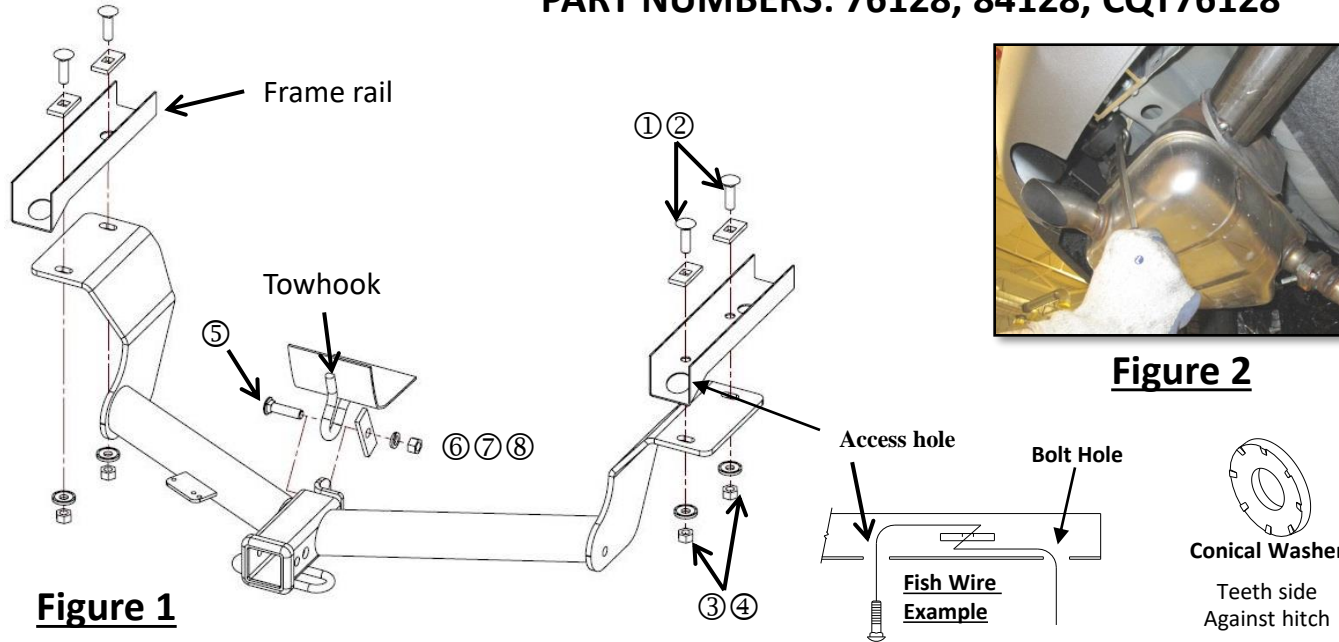 PART NUMBERS: 76128, 84128, CQT76128
Frame rail
①②
Towhook
⑤
⑥⑦⑧
Figure 2
Access hole
Bolt Hole
Fish Wire
Example
Conical Washer
Teeth side
Against hitch
③④
Figure 1